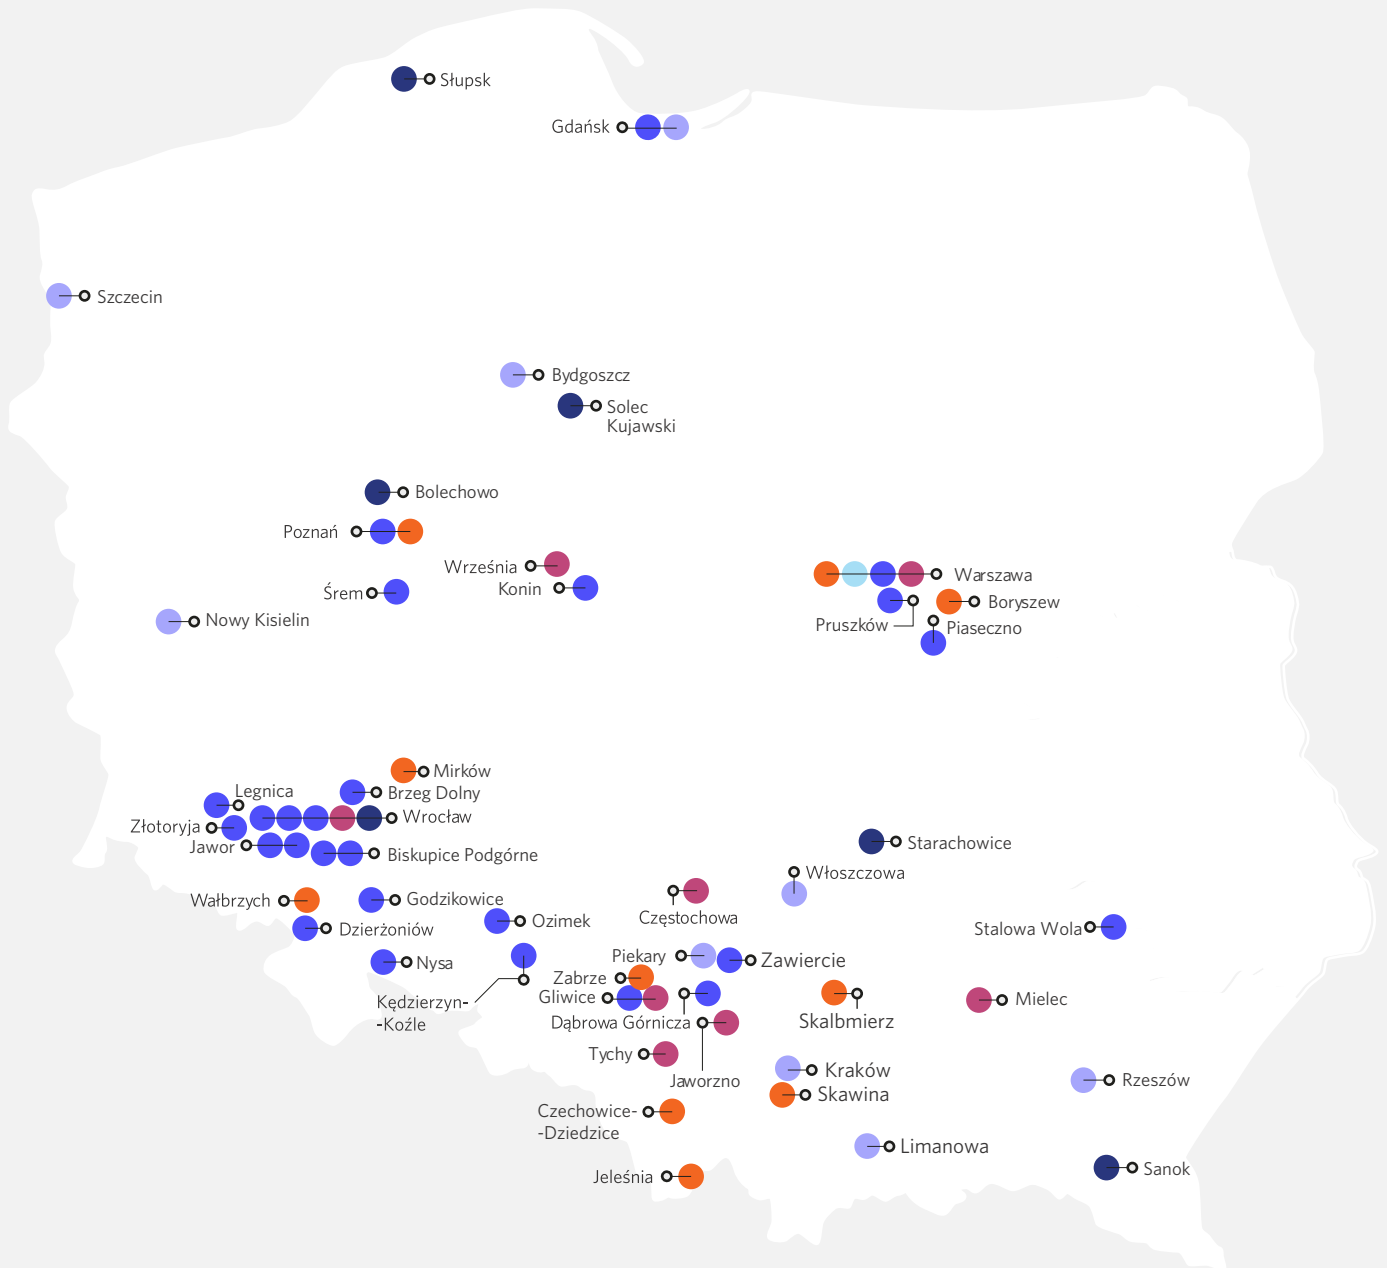 Słupsk
Gdańsk
Szczecin
Bydgoszcz
Solec
Kujawski
Bolechowo
Poznań
Września
Konin
Śrem
Nowy Kisielin
Warszawa
Boryszew
Pruszków
Piaseczno
Mirków
Legnica
Brzeg Dolny
Wrocław
Złotoryja
Jawor
Biskupice Podgórne
Starachowice
Włoszczowa
Wałbrzych
Godzikowice
Częstochowa
Ozimek
Dzierżoniów
Stalowa Wola
Piekary
Zawiercie
Nysa
Zabrze
Gliwice
Kędzierzyn-
-Koźle
Mielec
Dąbrowa Górnicza
Skalbmierz
Tychy
Jaworzno
Kraków
Rzeszów
Skawina
Czechowice-
-Dziedzice
Limanowa
Sanok
Jeleśnia